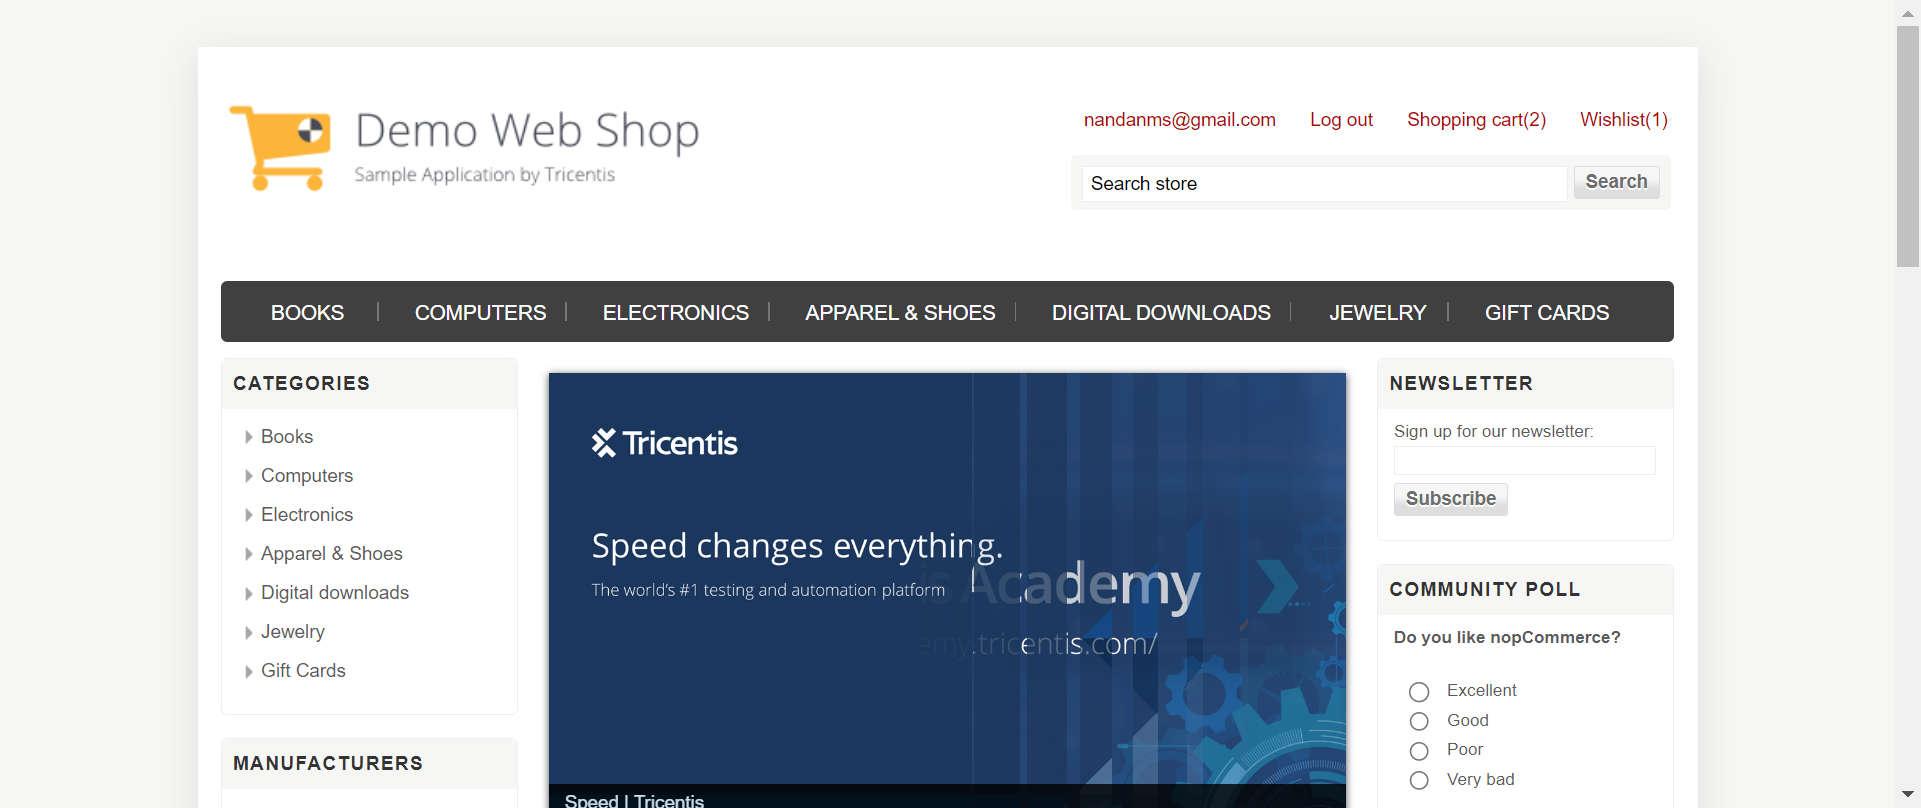 Demo Web Shop
Sample Application by Tricentis
nandanms@gmail.com Log out Shopping cart(2) Wishlist(1)
Search store Search
BOOKS COMPUTERS ELECTRONICS APPAREL & SHOES DIGITAL DOWNLOADS JEWELRY GIFT CARDS
CATEGORIES
Books
Computers
Electronics
Apparel & Shoes
Digital downloads
Jewelry
Gift Cards
MANUFACTURERS
Tricentis
Speed changes everything.
The world's #1 testing and automation platform
Academy
.tricentis.com/
Speed | Tricentis
NEWSLETTER
Sign up for our newsletter:
Subscribe
COMMUNITY POLL
Do you like nopCommerce?
Excellent
Good
Poor
Very bad